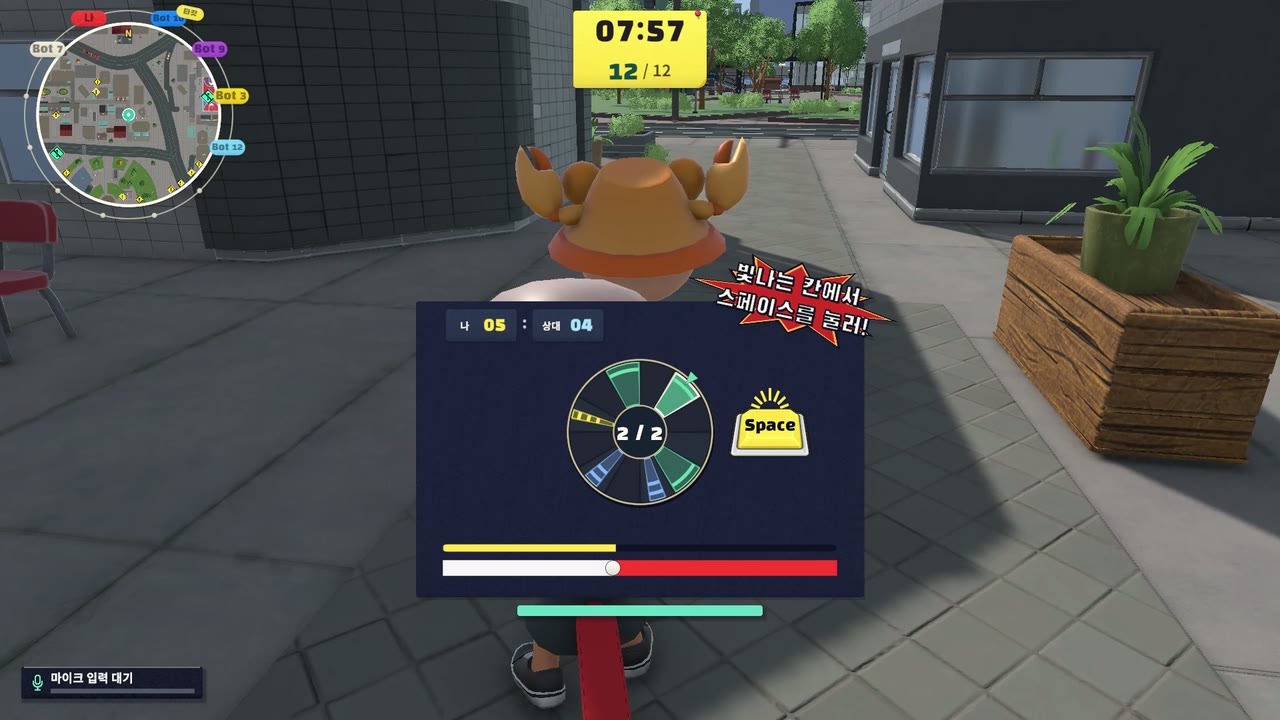 나
Bot 10
타깃
Bot 7
N
Bot 9
Bot 3
Bot 12
07:57
12 / 12
빛나는 칸에서
스페이스를 눌러!
나 05 : 상대 04
2 / 2
Space
마이크 입력 대기